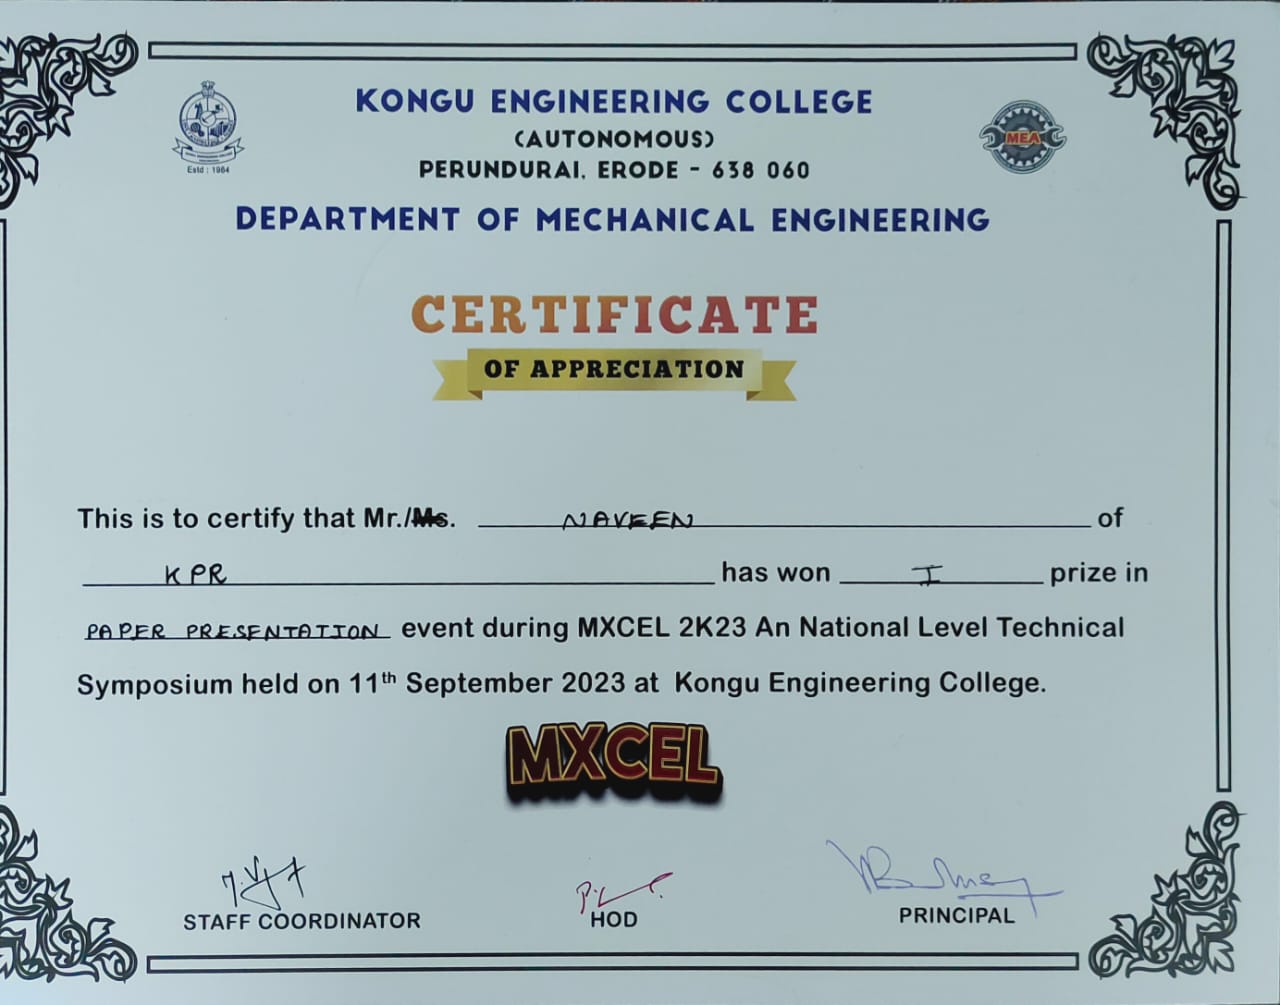 KONGU ENGINEERING COLLEGE
(AUTONOMOUS)
PERUNDURAI, ERODE - 638 060
Estd : 1984
MEA
DEPARTMENT OF MECHANICAL ENGINEERING
CERTIFICATE
OF APPRECIATION
This is to certify that Mr./Ms. NAVEEN of
KPR has won I prize in
PAPER PRESENTATION event during MXCEL 2K23 An National Level Technical
Symposium held on 11th September 2023 at Kongu Engineering College.
MXCEL
STAFF COORDINATOR
HOD
PRINCIPAL